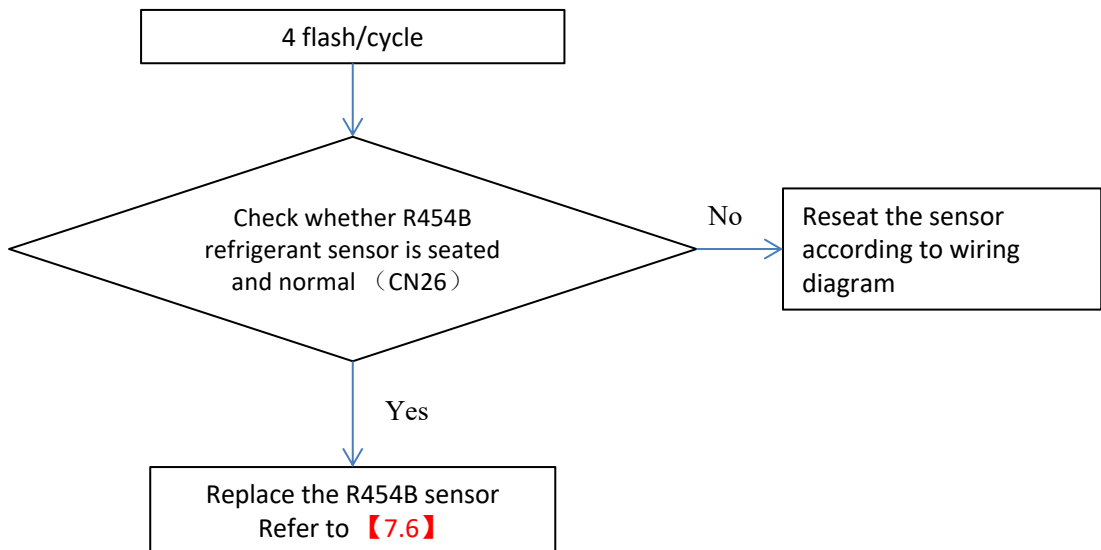 4 flash/cycle
Check whether R454B
refrigerant sensor is seated
and normal （CN26）
No
Reseat the sensor
according to wiring
diagram
Yes
Replace the R454B sensor
Refer to 【7.6】